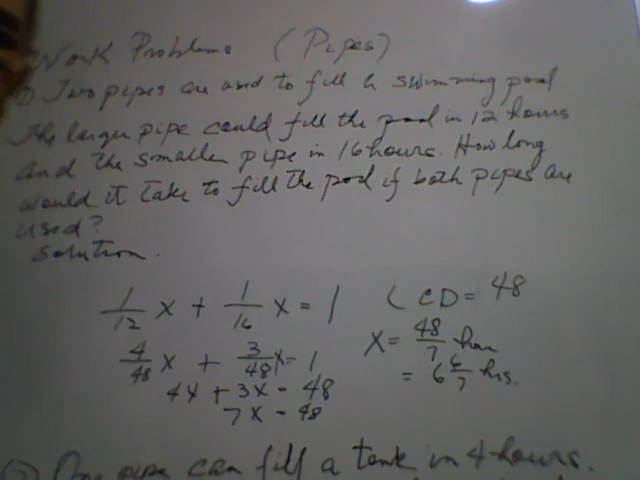 Work Problems (Pipes)
① Two pipes are used to fill a swimming pool
The larger pipe could fill the pool in 12 hours
and the smaller pipe in 16 hours. How long
would it take to fill the pool if both pipes are
used?
Solution.
1/12 x + 1/16 x = 1 LCD = 48
4/48 x + 3/48 x = 1 x = 48/7 hours
4x + 3x = 48 = 6 6/7 hrs.
7x = 48
② One pipe can fill a tank in 4 hours.